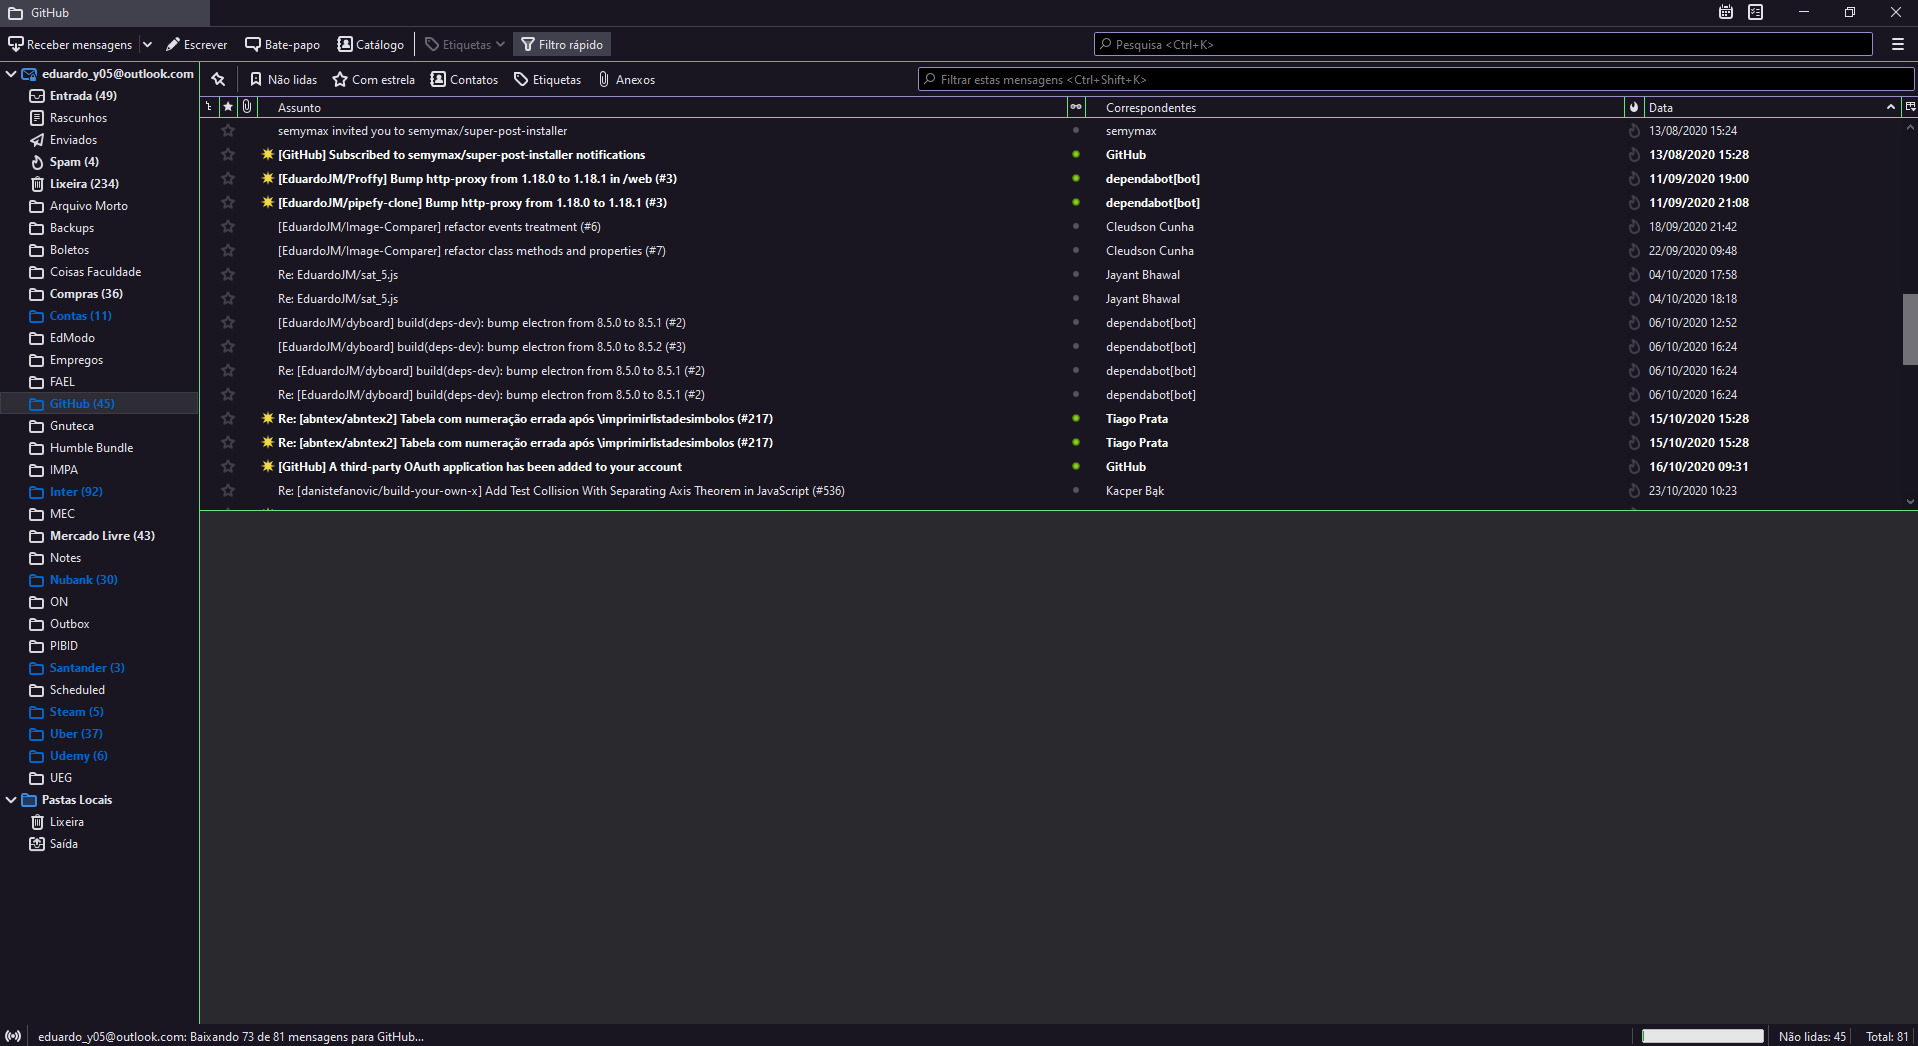 GitHub
Receber mensagens Escrever Bate-papo Catálogo Etiquetas Filtro rápido Pesquisa <Ctrl+K>
eduardo_y05@outlook.com
Entrada (49)
Rascunhos
Enviados
Spam (4)
Lixeira (234)
Arquivo Morto
Backups
Boletos
Coisas Faculdade
Compras (36)
Contas (11)
EdModo
Empregos
FAEL
GitHub (45)
Gnuteca
Humble Bundle
IMPA
Inter (92)
MEC
Mercado Livre (43)
Notes
Nubank (30)
ON
Outbox
PIBID
Santander (3)
Scheduled
Steam (5)
Uber (37)
Udemy (6)
UEG
Pastas Locais
Lixeira
Saída
Não lidas Com estrela Contatos Etiquetas Anexos Filtrar estas mensagens <Ctrl+Shift+K>
Assunto Correspondentes Data
semymax invited you to semymax/super-post-installer semymax 13/08/2020 15:24
[GitHub] Subscribed to semymax/super-post-installer notifications GitHub 13/08/2020 15:28
[EduardoJM/Proffy] Bump http-proxy from 1.18.0 to 1.18.1 in /web (#3) dependabot[bot] 11/09/2020 19:00
[EduardoJM/pipefy-clone] Bump http-proxy from 1.18.0 to 1.18.1 (#3) dependabot[bot] 11/09/2020 21:08
[EduardoJM/Image-Comparer] refactor events treatment (#6) Cleudson Cunha 18/09/2020 21:42
[EduardoJM/Image-Comparer] refactor class methods and properties (#7) Cleudson Cunha 22/09/2020 09:48
Re: EduardoJM/sat_5.js Jayant Bhawal 04/10/2020 17:58
Re: EduardoJM/sat_5.js Jayant Bhawal 04/10/2020 18:18
[EduardoJM/dyboard] build(deps-dev): bump electron from 8.5.0 to 8.5.1 (#2) dependabot[bot] 06/10/2020 12:52
[EduardoJM/dyboard] build(deps-dev): bump electron from 8.5.0 to 8.5.2 (#3) dependabot[bot] 06/10/2020 16:24
Re: [EduardoJM/dyboard] build(deps-dev): bump electron from 8.5.0 to 8.5.1 (#2) dependabot[bot] 06/10/2020 16:24
Re: [EduardoJM/dyboard] build(deps-dev): bump electron from 8.5.0 to 8.5.1 (#2) dependabot[bot] 06/10/2020 16:24
Re: [abntex/abntex2] Tabela com numeração errada após \imprimirlistadesimbolos (#217) Tiago Prata 15/10/2020 15:28
Re: [abntex/abntex2] Tabela com numeração errada após \imprimirlistadesimbolos (#217) Tiago Prata 15/10/2020 15:28
[GitHub] A third-party OAuth application has been added to your account GitHub 16/10/2020 09:31
Re: [danistefanovic/build-your-own-x] Add Test Collision With Separating Axis Theorem in JavaScript (#536) Kacper Bąk 23/10/2020 10:23
eduardo_y05@outlook.com: Baixando 73 de 81 mensagens para GitHub... Não lidas: 45 Total: 81